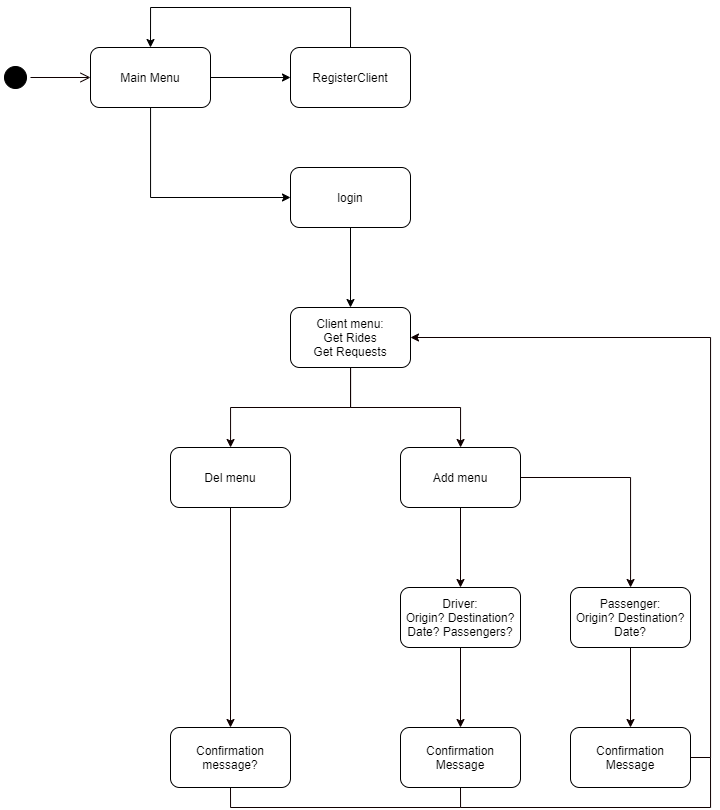 Main Menu
RegisterClient
login
Client menu:
Get Rides
Get Requests
Del menu
Add menu
Driver:
Origin? Destination?
Date? Passengers?
Passenger:
Origin? Destination?
Date?
Confirmation
message?
Confirmation
Message
Confirmation
Message